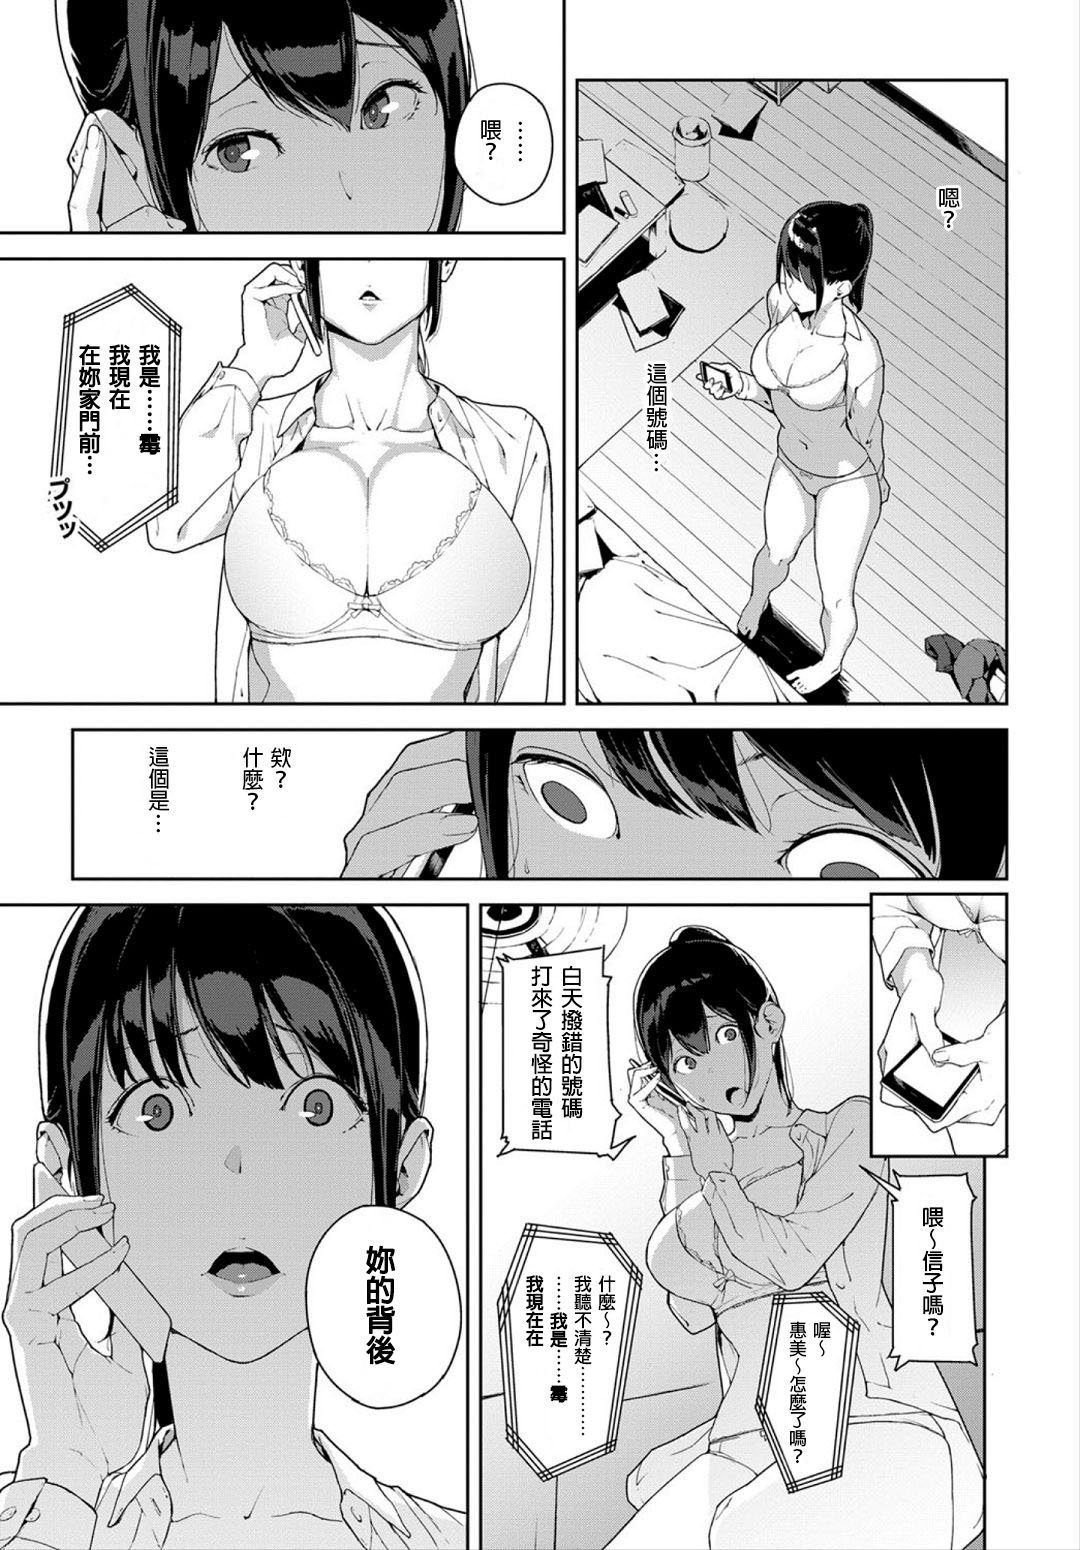 嗯？
這個號碼…
……
喂？
我是……霉
我現在
在妳家門前…
プツッ
欸？
什麼？
這個是…
喂～信子嗎？
喔～
惠美～怎麼了嗎？
白天撥錯的號碼
打來了奇怪的電話
什麼～？
我聽不清楚………
……我是……霉
我現在在
妳的背後